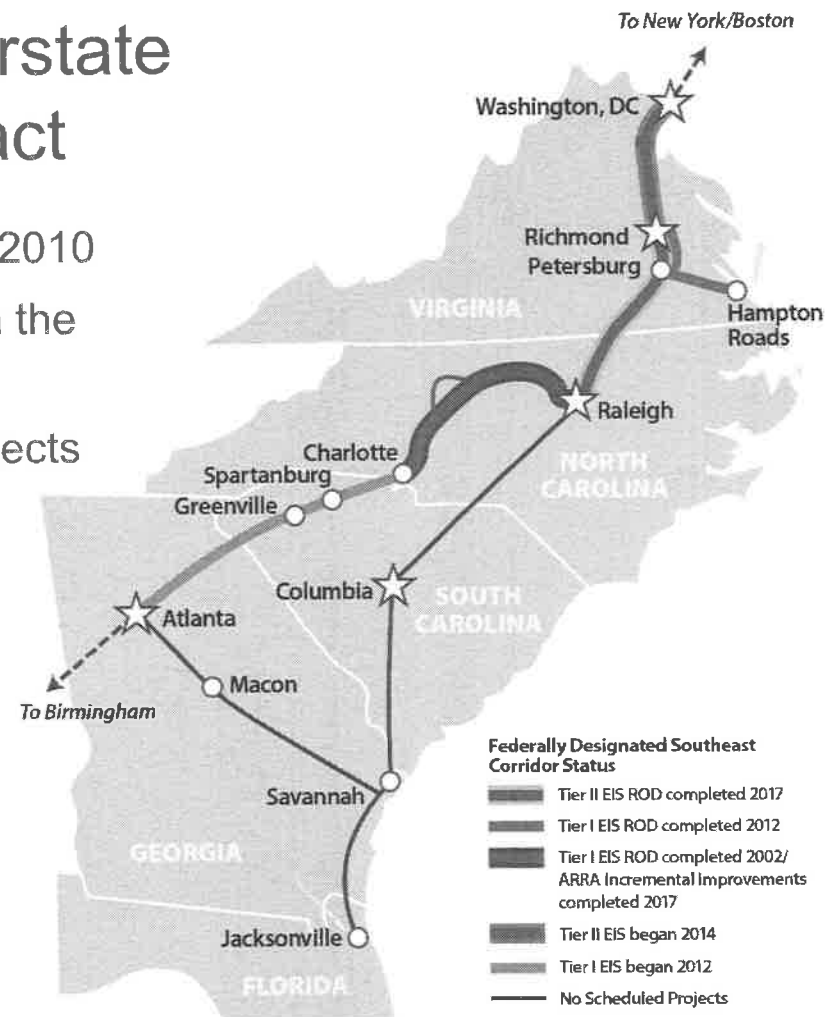 rstate
act
2010
the
ects
To New York/Boston
Washington, DC
Richmond
Petersburg
VIRGINIA
Hampton
Roads
Raleigh
Charlotte
Spartanburg
Greenville
NORTH
CAROLINA
Columbia
SOUTH
CAROLINA
Atlanta
Macon
To Birmingham
Savannah
GEORGIA
Jacksonville
FLORIDA
Federally Designated Southeast
Corridor Status
Tier II EIS ROD completed 2017
Tier I EIS ROD completed 2012
Tier I EIS ROD completed 2002/
ARRA Incremental Improvements
completed 2017
Tier II EIS began 2014
Tier I EIS began 2012
No Scheduled Projects